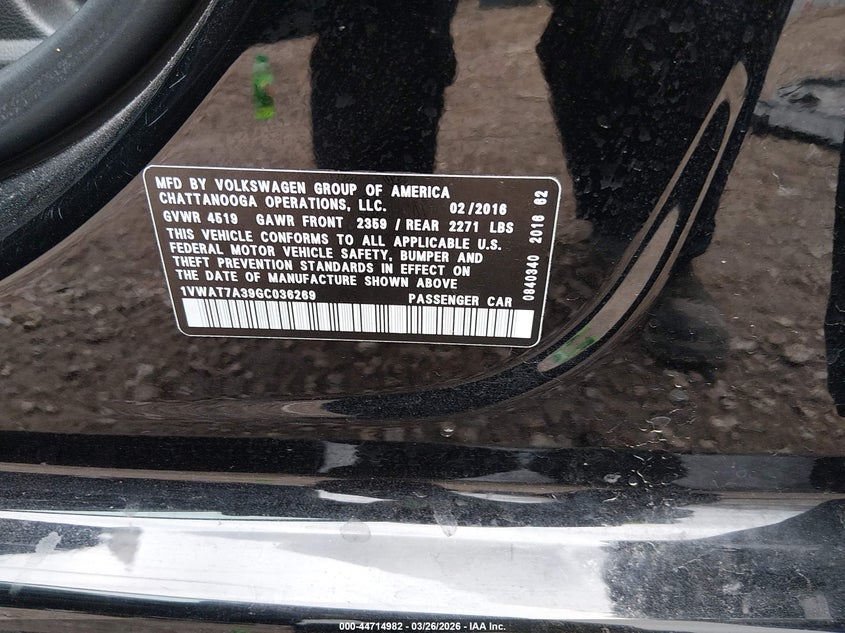 MFD BY VOLKSWAGEN GROUP OF AMERICA
CHATTANOOGA OPERATIONS, LLC. 02/2016
GVWR 4519 GAWR FRONT 2359 / REAR 2271 LBS
THIS VEHICLE CONFORMS TO ALL APPLICABLE U.S.
FEDERAL MOTOR VEHICLE SAFETY, BUMPER AND
THEFT PREVENTION STANDARDS IN EFFECT ON
THE DATE OF MANUFACTURE SHOWN ABOVE
1VWAT7A39GC036269 PASSENGER CAR
0840340 2016 62
000-44714982 - 03/26/2026 - IAA Inc.